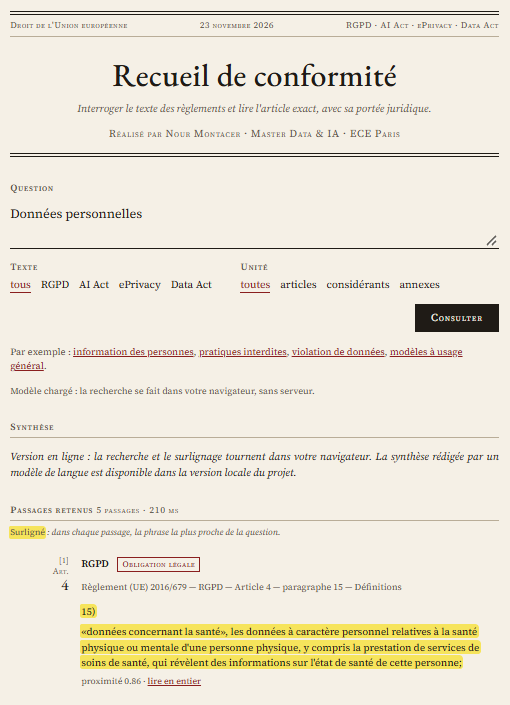 Droit de l'Union européenne 23 novembre 2026 RGPD · AI Act · ePrivacy · Data Act
Recueil de conformité
Interroger le texte des règlements et lire l'article exact, avec sa portée juridique.
Réalisé par Nour Montacer · Master Data & IA · ECE Paris
Question
Données personnelles
Texte Unité
tous RGPD AI Act ePrivacy Data Act toutes articles considérants annexes
Consulter
Par exemple : information des personnes, pratiques interdites, violation de données, modèles à usage
général.
Modèle chargé : la recherche se fait dans votre navigateur, sans serveur.
Synthèse
Version en ligne : la recherche et le surlignage tournent dans votre navigateur. La synthèse rédigée par un
modèle de langue est disponible dans la version locale du projet.
Passages retenus 5 passages · 210 ms
Surligné : dans chaque passage, la phrase la plus proche de la question.
[1] RGPD Obligation légale
Art.
4 Règlement (UE) 2016/679 — RGPD — Article 4 — paragraphe 15 — Définitions
15)
«données concernant la santé», les données à caractère personnel relatives à la santé
physique ou mentale d'une personne physique, y compris la prestation de services de
soins de santé, qui révèlent des informations sur l'état de santé de cette personne;
proximité 0.86 · lire en entier